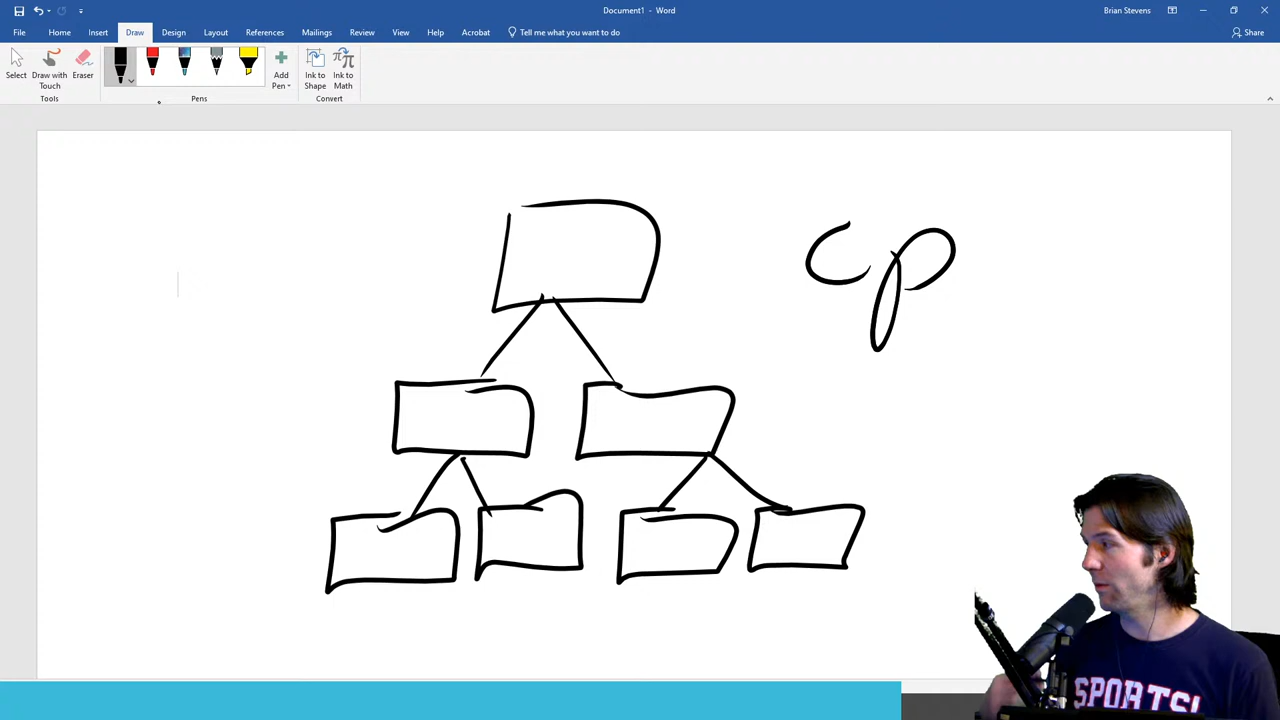 Document1 - Word
Brian Stevens
File Home Insert Draw Design Layout References Mailings Review View Help Acrobat Tell me what you want to do Share
Select
Draw with Touch
Eraser
Add Pen
Ink to Shape
Ink to Math
Tools
Pens
Convert
cp
SPORTS!